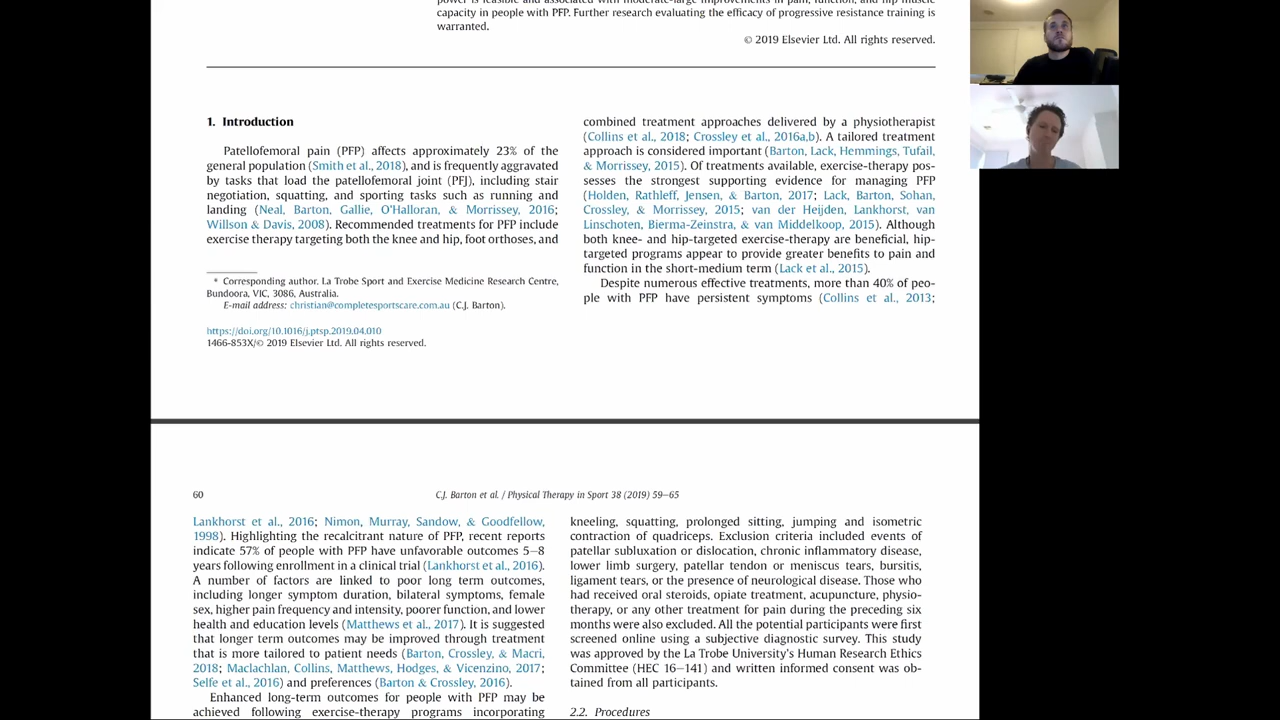 power is feasible and associated with moderate-large improvements in pain, function, and hip muscle
capacity in people with PFP. Further research evaluating the efficacy of progressive resistance training is
warranted.
© 2019 Elsevier Ltd. All rights reserved.
1. Introduction
Patellofemoral pain (PFP) affects approximately 23% of the
general population (Smith et al., 2018), and is frequently aggravated
by tasks that load the patellofemoral joint (PFJ), including stair
negotiation, squatting, and sporting tasks such as running and
landing (Neal, Barton, Gallie, O'Halloran, & Morrissey, 2016;
Willson & Davis, 2008). Recommended treatments for PFP include
exercise therapy targeting both the knee and hip, foot orthoses, and
* Corresponding author. La Trobe Sport and Exercise Medicine Research Centre,
Bundoora, VIC, 3086, Australia.
E-mail address: christian@completesportscare.com.au (C.J. Barton).
https://doi.org/10.1016/j.ptsp.2019.04.010
1466-853X/© 2019 Elsevier Ltd. All rights reserved.
combined treatment approaches delivered by a physiotherapist
(Collins et al., 2018; Crossley et al., 2016a,b). A tailored treatment
approach is considered important (Barton, Lack, Hemmings, Tufail,
& Morrissey, 2015). Of treatments available, exercise-therapy pos-
sesses the strongest supporting evidence for managing PFP
(Holden, Rathleff, Jensen, & Barton, 2017; Lack, Barton, Sohan,
Crossley, & Morrissey, 2015; van der Heijden, Lankhorst, van
Linschoten, Bierma-Zeinstra, & van Middelkoop, 2015). Although
both knee- and hip-targeted exercise-therapy are beneficial, hip-
targeted programs appear to provide greater benefits to pain and
function in the short-medium term (Lack et al., 2015).
Despite numerous effective treatments, more than 40% of peo-
ple with PFP have persistent symptoms (Collins et al., 2013;
60
C.J. Barton et al. / Physical Therapy in Sport 38 (2019) 59–65
Lankhorst et al., 2016; Nimon, Murray, Sandow, & Goodfellow,
1998). Highlighting the recalcitrant nature of PFP, recent reports
indicate 57% of people with PFP have unfavorable outcomes 5–8
years following enrollment in a clinical trial (Lankhorst et al., 2016).
A number of factors are linked to poor long term outcomes,
including longer symptom duration, bilateral symptoms, female
sex, higher pain frequency and intensity, poorer function, and lower
health and education levels (Matthews et al., 2017). It is suggested
that longer term outcomes may be improved through treatment
that is more tailored to patient needs (Barton, Crossley, & Macri,
2018; Maclachlan, Collins, Matthews, Hodges, & Vicenzino, 2017;
Selfe et al., 2016) and preferences (Barton & Crossley, 2016).
Enhanced long-term outcomes for people with PFP may be
achieved following exercise-therapy programs incorporating
kneeling, squatting, prolonged sitting, jumping and isometric
contraction of quadriceps. Exclusion criteria included events of
patellar subluxation or dislocation, chronic inflammatory disease,
lower limb surgery, patellar tendon or meniscus tears, bursitis,
ligament tears, or the presence of neurological disease. Those who
had received oral steroids, opiate treatment, acupuncture, physio-
therapy, or any other treatment for pain during the preceding six
months were also excluded. All the potential participants were first
screened online using a subjective diagnostic survey. This study
was approved by the La Trobe University's Human Research Ethics
Committee (HEC 16–141) and written informed consent was ob-
tained from all participants.
2.2. Procedures